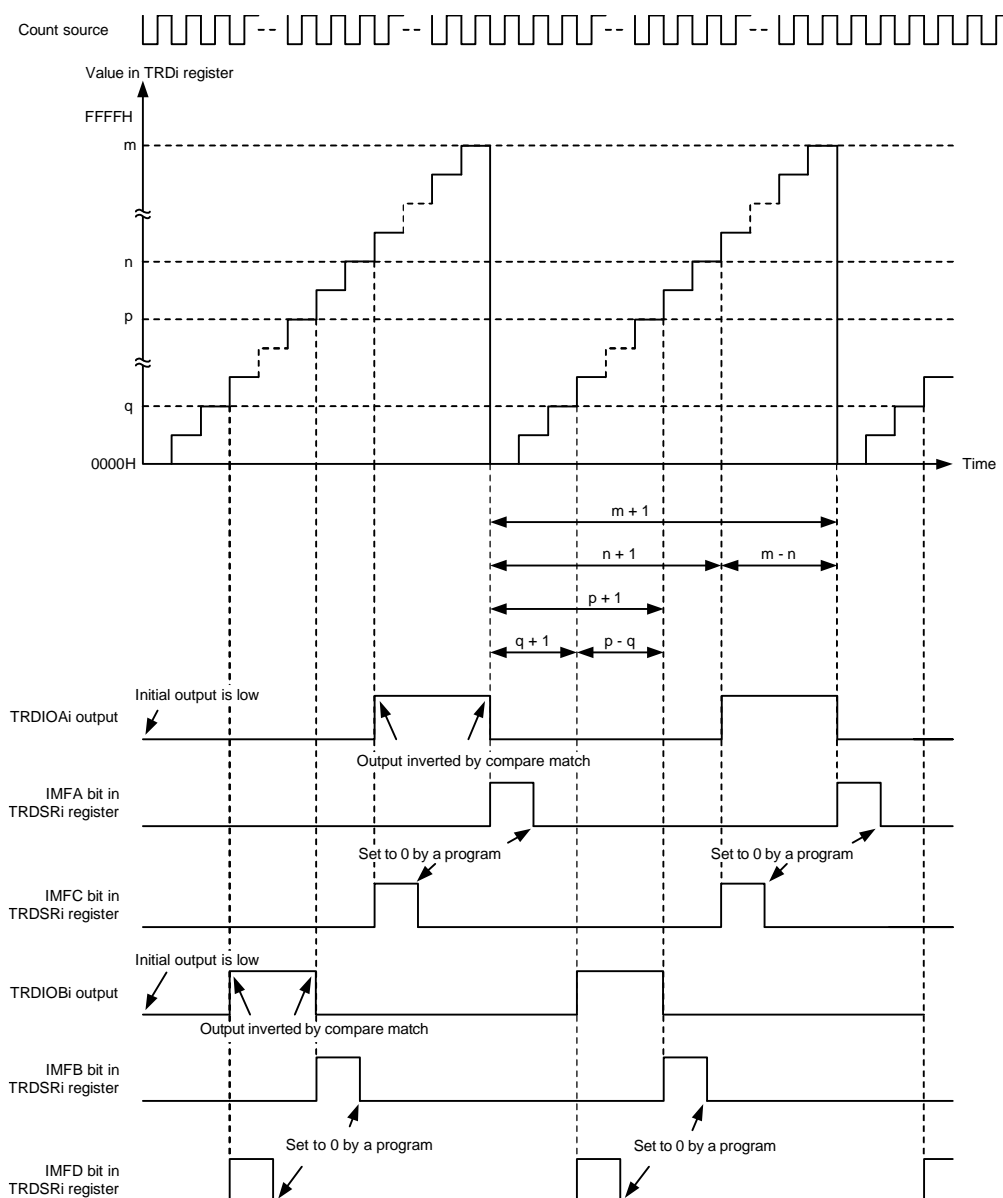 Count source
Value in TRDi register
FFFFH
m
n
p
q
0000H
Time
m + 1
n + 1
m - n
p + 1
q + 1
p - q
Initial output is low
TRDIOAi output
Output inverted by compare match
IMFA bit in
TRDSRi register
Set to 0 by a program
Set to 0 by a program
IMFC bit in
TRDSRi register
Initial output is low
TRDIOBi output
Output inverted by compare match
IMFB bit in
TRDSRi register
Set to 0 by a program
Set to 0 by a program
IMFD bit in
TRDSRi register